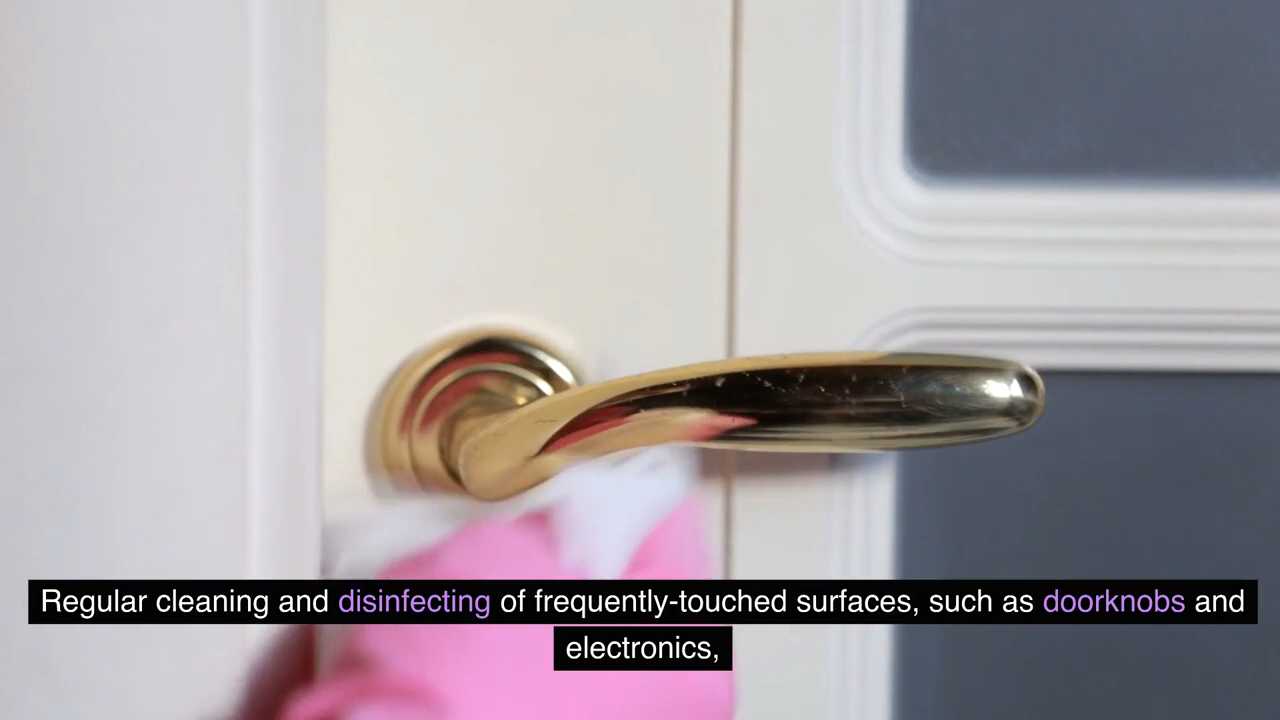 Regular cleaning and disinfecting of frequently-touched surfaces, such as doorknobs and
electronics,